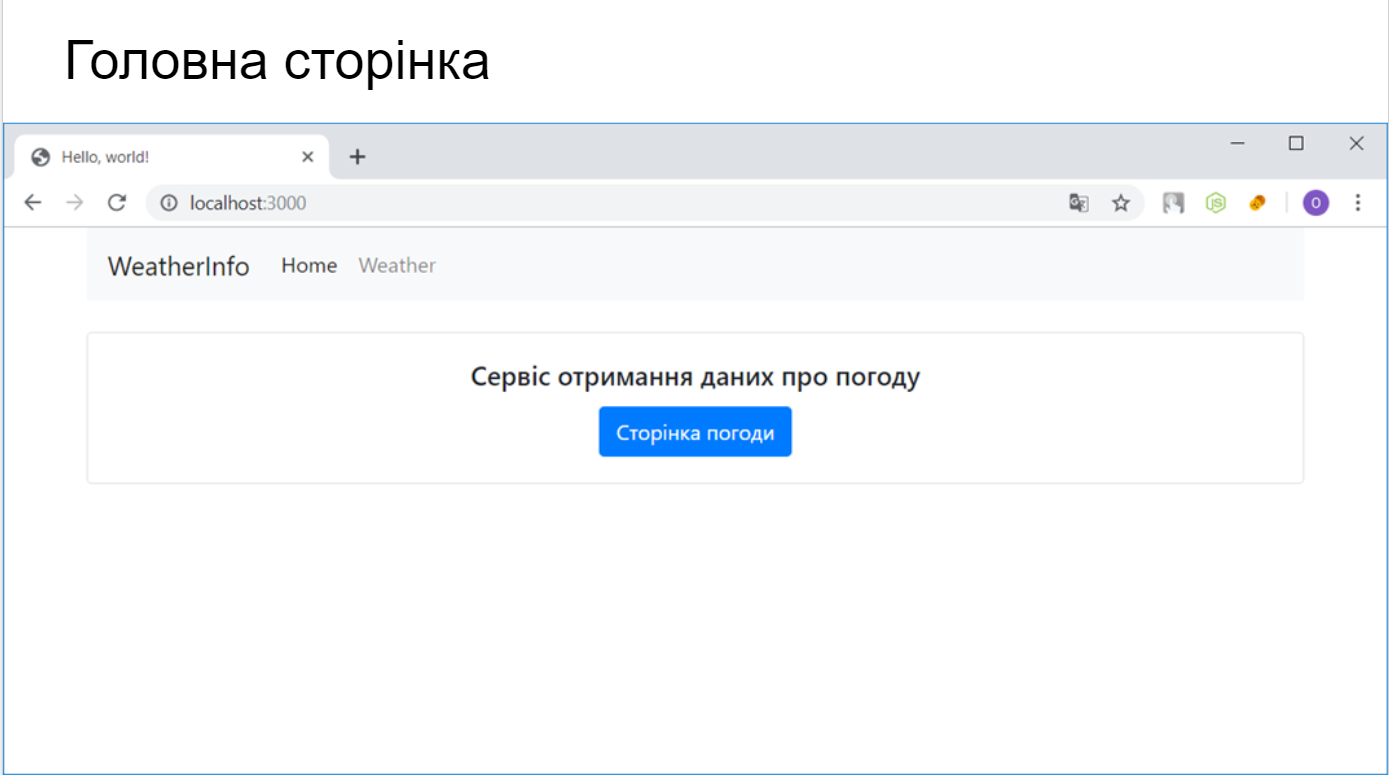 Головна сторінка
Hello, world!
localhost:3000
WeatherInfo Home Weather
Сервіс отримання даних про погоду
Сторінка погоди